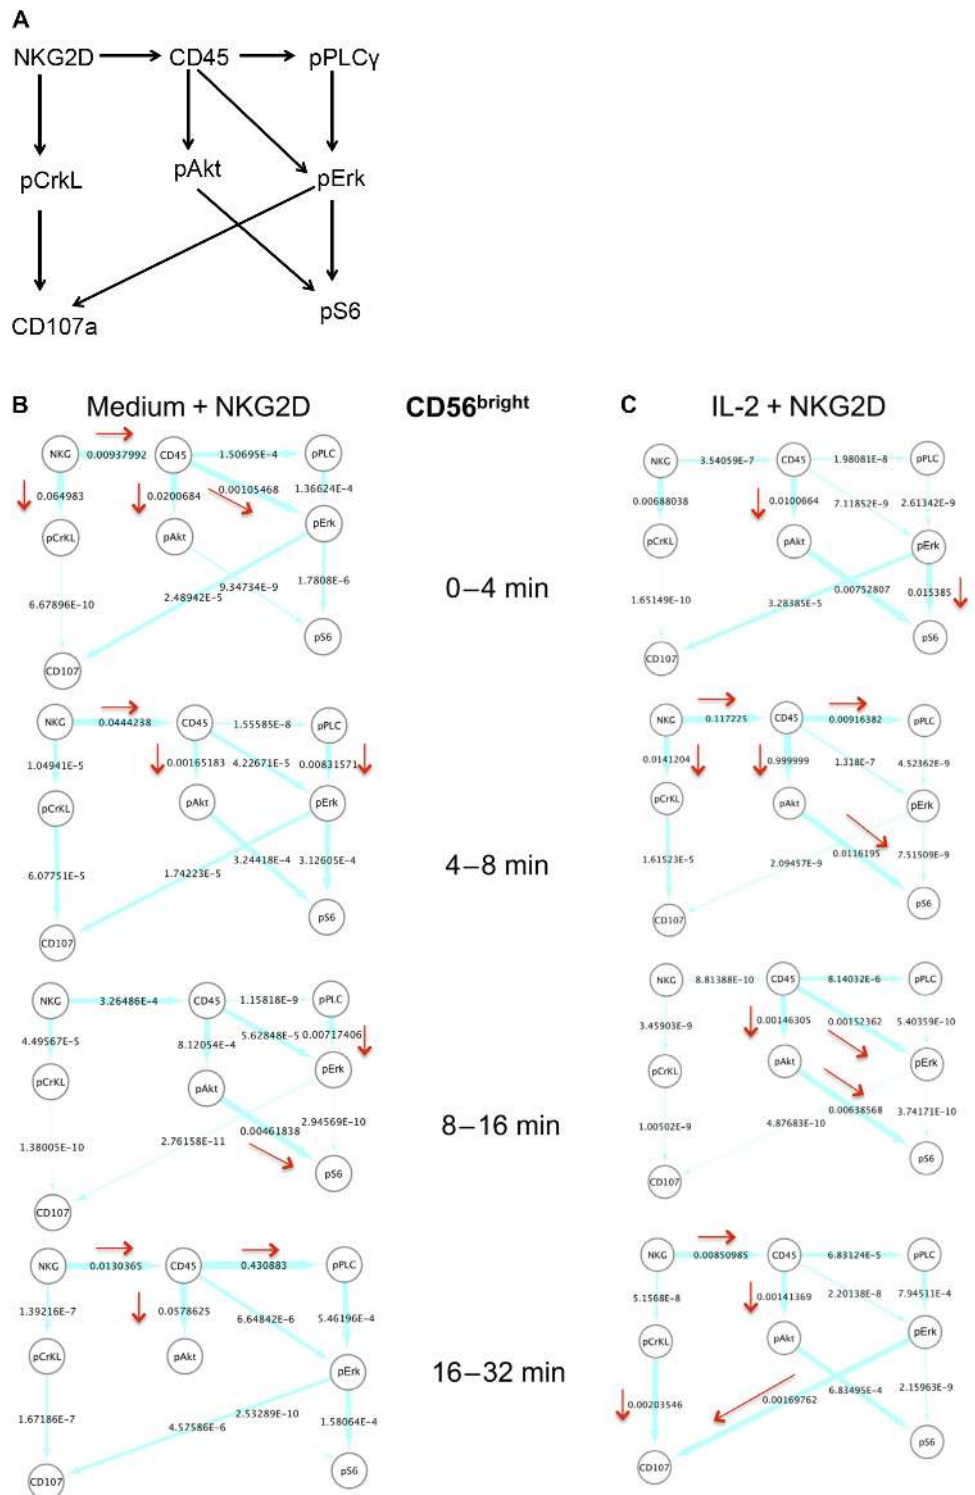 A
NKG2D CD45 pPLCγ
pCrkL pAkt pErk
CD107a pS6
B Medium + NKG2D CD56bright C IL-2 + NKG2D
NKG 0.00937992 CD45 1.50695E-4 pPLC
0.064983 0.0200684 0.00105468 1.36624E-4
pCrKL pAkt pErk
6.67896E-10 2.48942E-5 9.34734E-9 1.7808E-6
CD107 pS6
NKG 3.54059E-7 CD45 1.98081E-8 pPLC
0.00688038 0.0100664 7.11852E-9 2.61342E-9
pCrKL pAkt pErk
1.65149E-10 3.28385E-5 0.00752807 0.015385
CD107 pS6
0–4 min
NKG 0.0444238 CD45 1.55585E-8 pPLC
1.04941E-5 0.00165183 4.22671E-5 0.00831571
pCrKL pAkt pErk
6.07751E-5 1.74223E-5 3.24418E-4 3.12605E-4
CD107 pS6
NKG 0.117225 CD45 0.00916382 pPLC
0.0141204 0.999999 1.318E-7 4.52362E-9
pCrKL pAkt pErk
1.61523E-5 2.09457E-9 0.0116195 7.51509E-9
CD107 pS6
4–8 min
NKG 3.26486E-4 CD45 1.15818E-9 pPLC
4.49567E-5 8.12054E-4 5.62848E-5 0.00717406
pCrKL pAkt pErk
1.38005E-10 2.76158E-11 0.00461838 2.94569E-10
CD107 pS6
NKG 8.81388E-10 CD45 8.14032E-6 pPLC
3.45903E-9 0.00146305 0.00152362 5.40359E-10
pCrKL pAkt pErk
1.00502E-9 4.87683E-10 0.00638568 3.74171E-10
CD107 pS6
8–16 min
NKG 0.0130365 CD45 0.430883 pPLC
1.39216E-7 0.0578625 6.64842E-6 5.46196E-4
pCrKL pAkt pErk
1.67186E-7 4.57586E-6 2.53289E-10 1.58064E-4
CD107 pS6
NKG 0.00850985 CD45 6.83124E-5 pPLC
5.1568E-8 0.00141369 2.20138E-8 7.94511E-4
pCrKL pAkt pErk
0.00203546 0.00169762 6.83495E-4 2.15963E-9
CD107 pS6
16–32 min